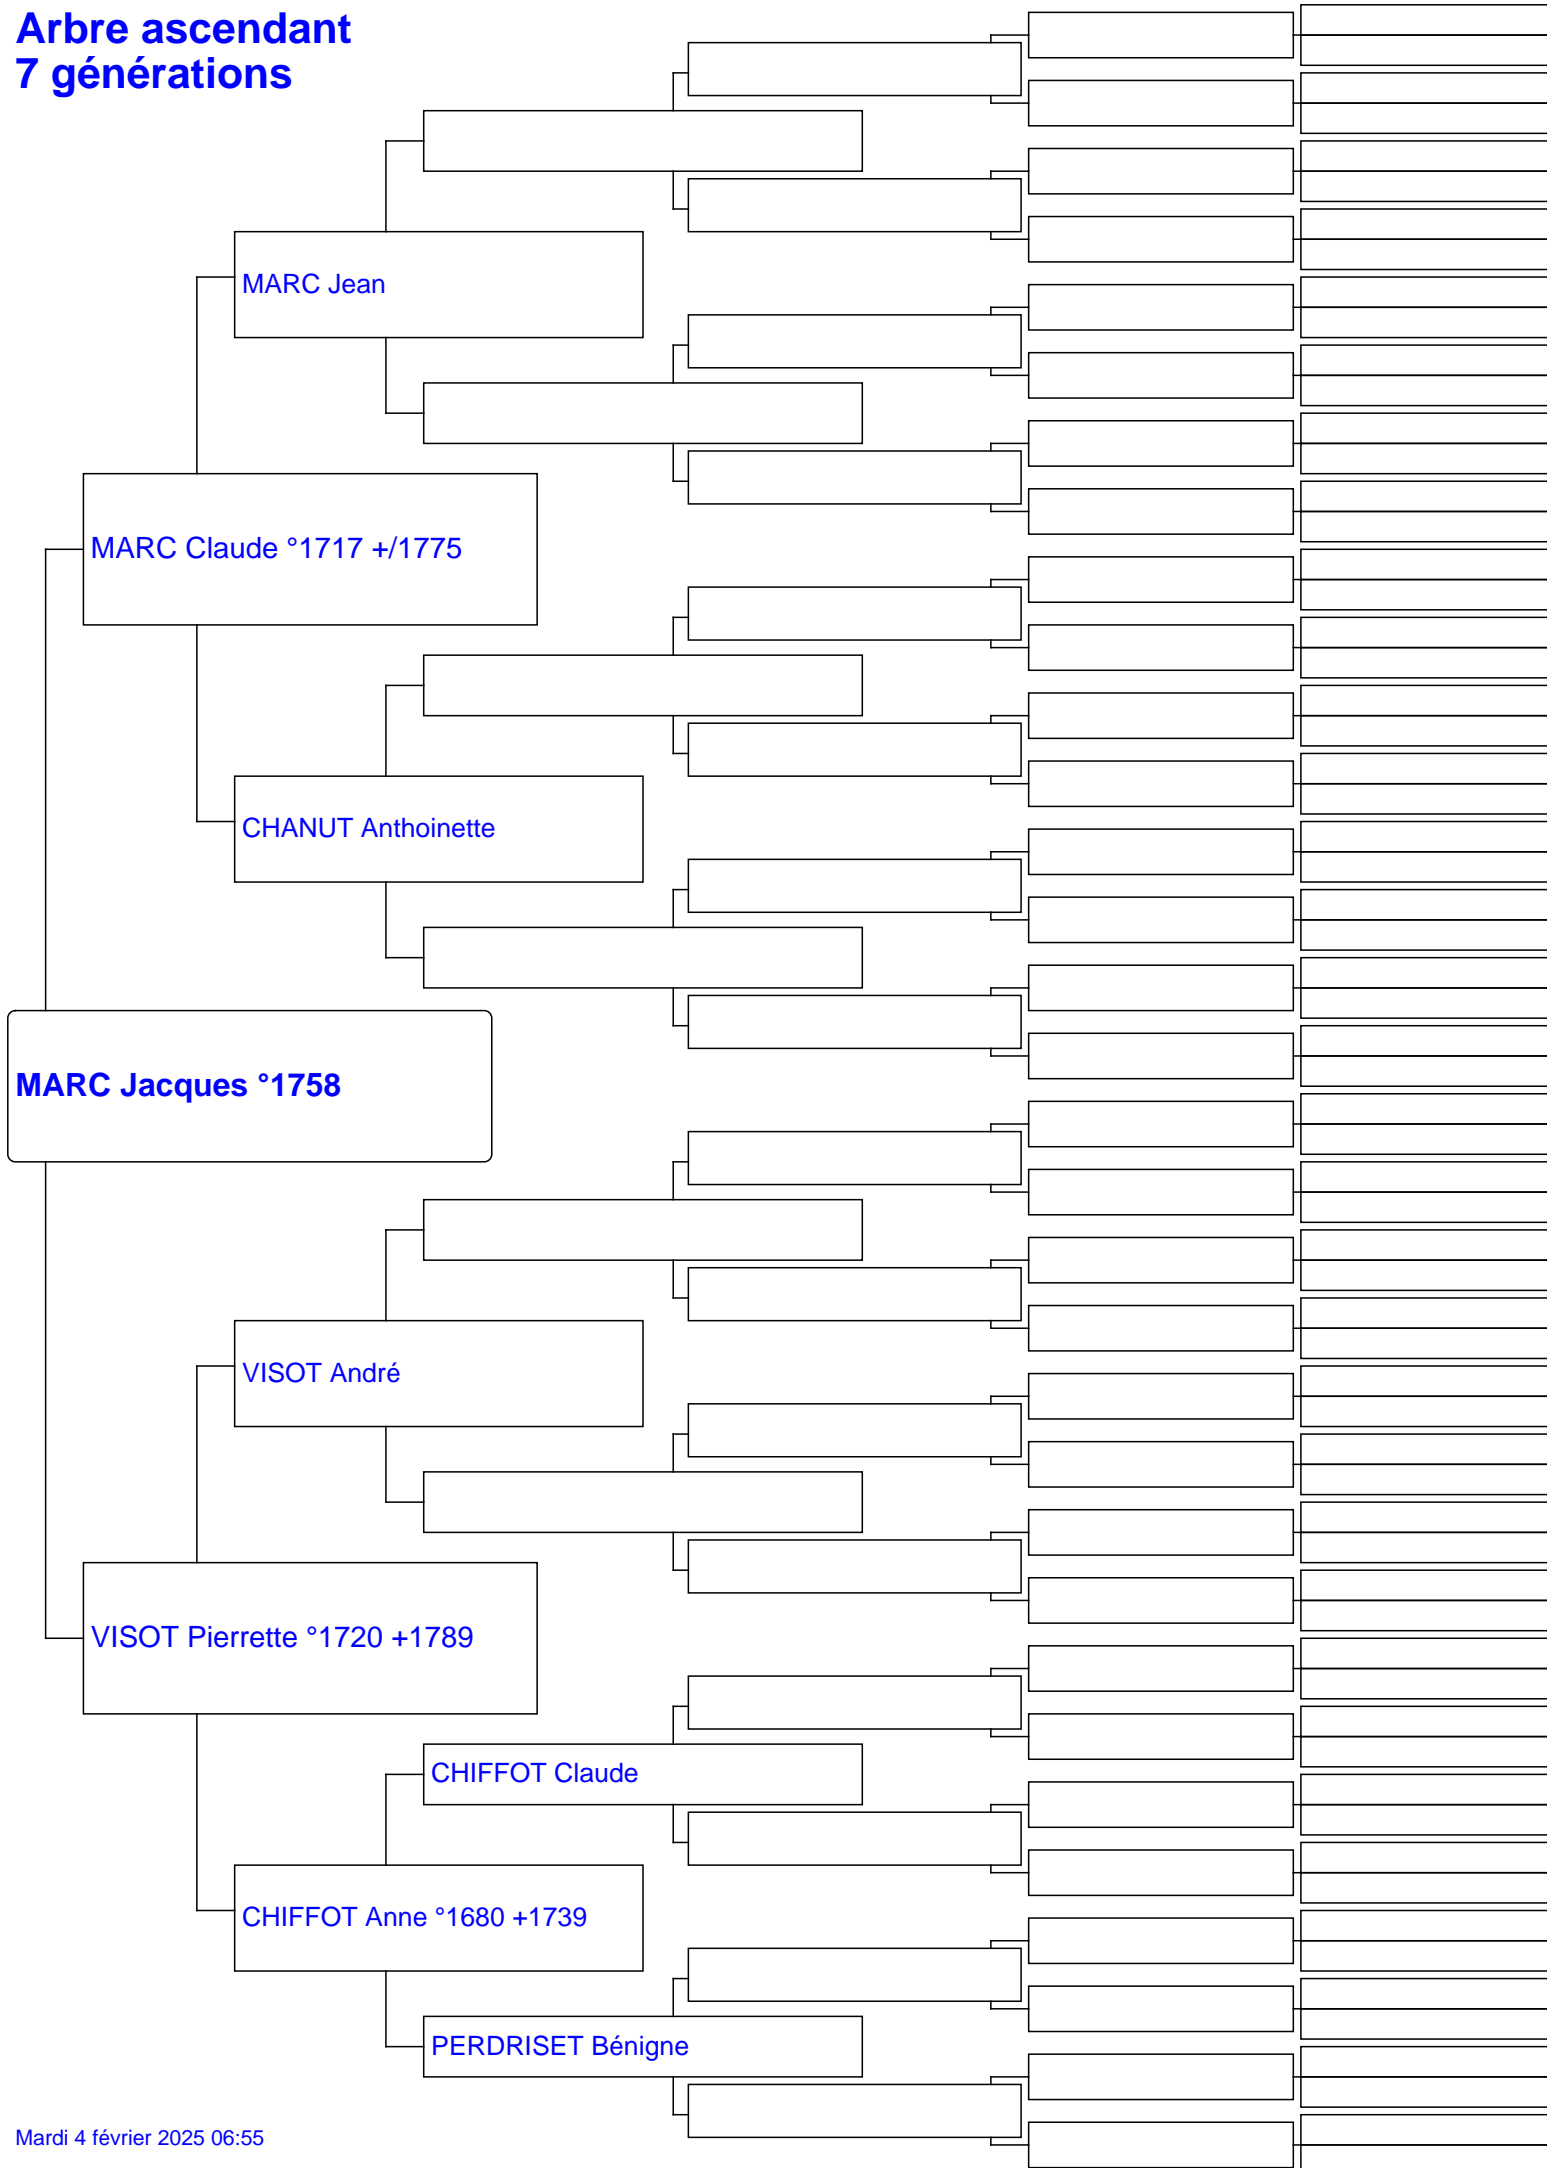 Arbre ascendant
7 générations
MARC Jean
MARC Claude °1717 +/1775
CHANUT Anthoinette
MARC Jacques °1758
VISOT André
VISOT Pierrette °1720 +1789
CHIFFOT Claude
CHIFFOT Anne °1680 +1739
PERDRISET Bénigne
Mardi 4 février 2025 06:55